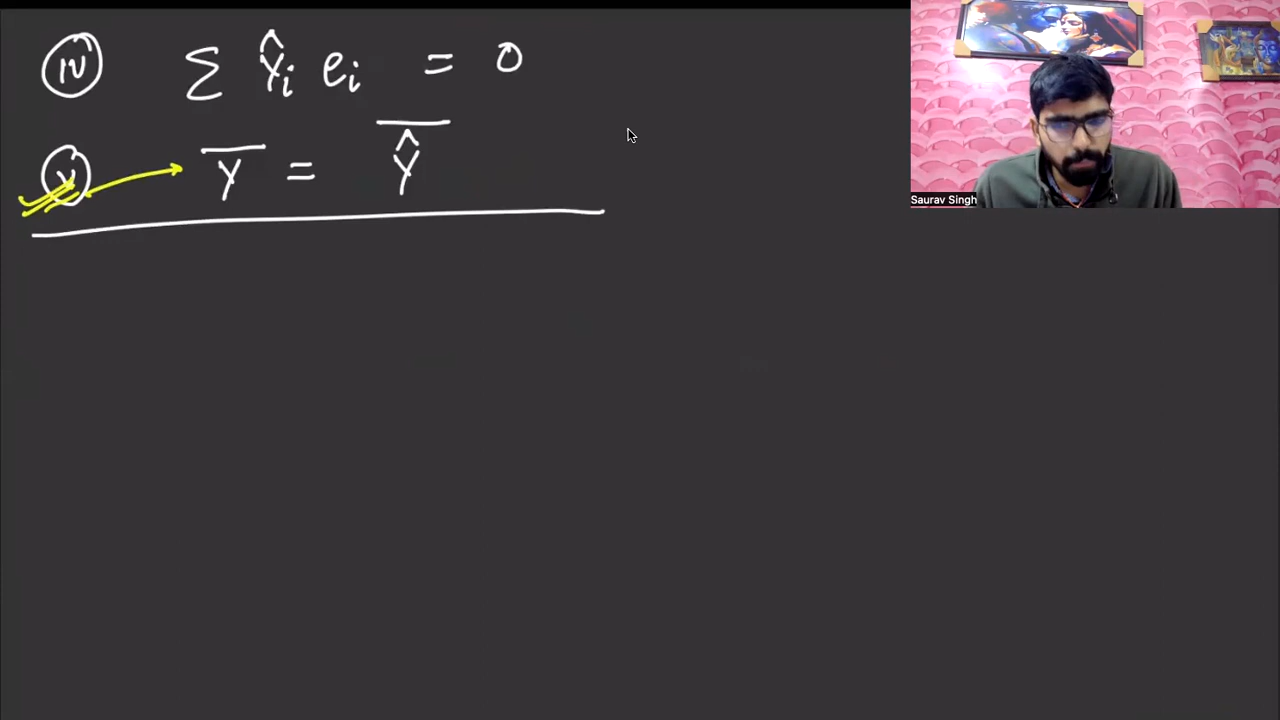 (iv) Σ Ŷi ei = 0
(v) → Y̅ = Ŷ̅
Saurav Singh